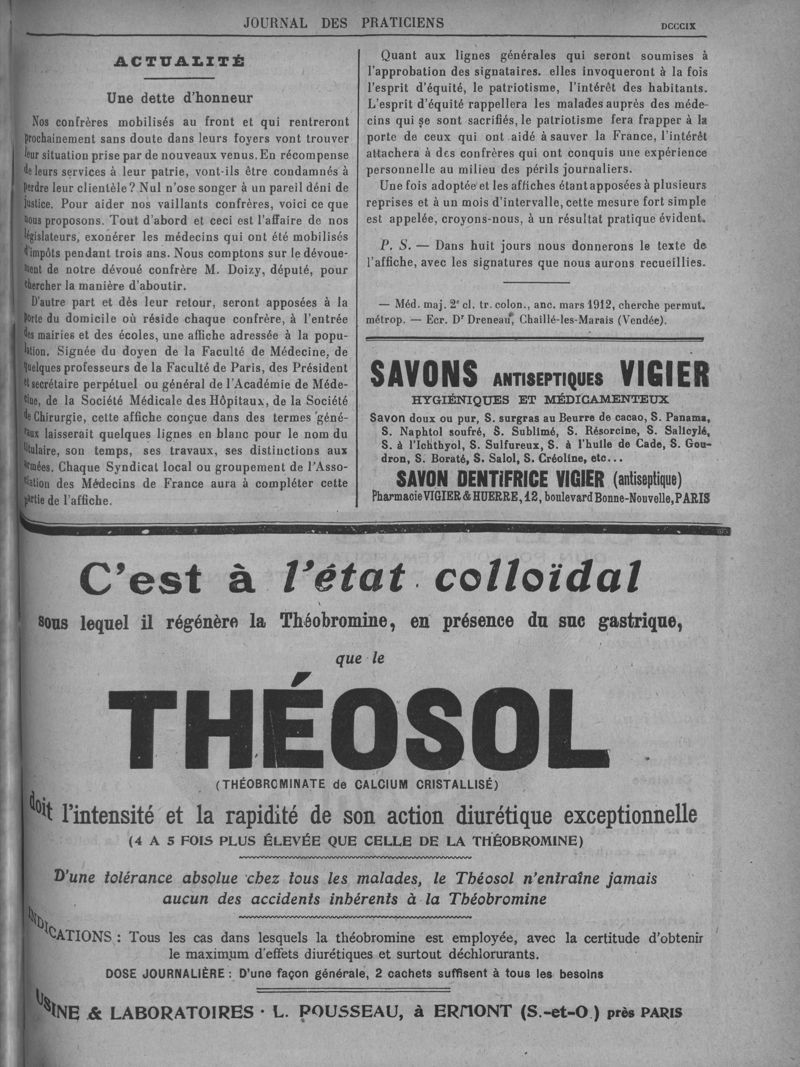 JOURNAL DES PRATICIENS
DCCCIX
ACTUALITÉ
Une dette d'honneur
Nos confrères mobilisés au front et qui rentreront
prochainement sans doute dans leurs foyers vont trouver
leur situation prise par de nouveaux venus. En récompense
de leurs services à leur patrie, vont-ils être condamnés à
perdre leur clientèle ? Nul n'ose songer à un pareil déni de
justice. Pour aider nos vaillants confrères, voici ce que
nous proposons. Tout d'abord et ceci est l'affaire de nos
législateurs, exonérer les médecins qui ont été mobilisés
d'impôts pendant trois ans. Nous comptons sur le dévoue-
ment de notre dévoué confrère M. Doizy, député, pour
chercher la manière d'aboutir.
D'autre part et dès leur retour, seront apposées à la
porte du domicile où réside chaque confrère, à l'entrée
des mairies et des écoles, une affiche adressée à la popu-
lation. Signée du doyen de la Faculté de Médecine, de
quelques professeurs de la Faculté de Paris, des Président
et secrétaire perpétuel ou général de l'Académie de Méde-
cine, de la Société Médicale des Hôpitaux, de la Société
de Chirurgie, cette affiche conçue dans des termes géné-
raux laisserait quelques lignes en blanc pour le nom du
titulaire, son temps, ses travaux, ses distinctions aux
armées. Chaque Syndicat local ou groupement de l'Asso-
ciation des Médecins de France aura à compléter cette
partie de l'affiche.
Quant aux lignes générales qui seront soumises à
l'approbation des signataires. elles invoqueront à la fois
l'esprit d'équité, le patriotisme, l'intérêt des habitants.
L'esprit d'équité rappellera les malades auprès des méde-
cins qui se sont sacrifiés, le patriotisme fera frapper à la
porte de ceux qui ont aidé à sauver la France, l'intérêt
attachera à des confrères qui ont conquis une expérience
personnelle au milieu des périls journaliers.
Une fois adoptée et les affiches étant apposées à plusieurs
reprises et à un mois d'intervalle, cette mesure fort simple
est appelée, croyons-nous, à un résultat pratique évident.
P. S. — Dans huit jours nous donnerons le texte de
l'affiche, avec les signatures que nous aurons recueillies.
— Méd. maj. 2e cl. tr. colon., anc. mars 1912, cherche permut.
métrop. — Ecr. Dr Dreneau, Chaillé-les-Marais (Vendée).
SAVONS ANTISEPTIQUES VIGIER
HYGIÉNIQUES ET MÉDICAMENTEUX
Savon doux ou pur, S. surgras au Beurre de cacao, S. Panama,
S. Naphtol soufré, S. Sublimé, S. Résorcine, S. Salicylé,
S. à l'Ichthyol, S. Sulfureux, S. à l'huile de Cade, S. Gou-
dron, S. Boraté, S. Salol, S. Créoline, etc...
SAVON DENTIFRICE VIGIER (antiseptique)
Pharmacie VIGIER & HUERRE, 12, boulevard Bonne-Nouvelle, PARIS
C'est à l'état colloïdal
sous lequel il régénère la Théobromine, en présence du suc gastrique,
que le
THÉOSOL
(THÉOBROMINATE de CALCIUM CRISTALLISÉ)
doit l'intensité et la rapidité de son action diurétique exceptionnelle
(4 A 5 FOIS PLUS ÉLEVÉE QUE CELLE DE LA THÉOBROMINE)
D'une tolérance absolue chez tous les malades, le Théosol n'entraîne jamais
aucun des accidents inhérents à la Théobromine
INDICATIONS : Tous les cas dans lesquels la théobromine est employée, avec la certitude d'obtenir
le maximum d'effets diurétiques et surtout déchlorurants.
DOSE JOURNALIÈRE : D'une façon générale, 2 cachets suffisent à tous les besoins
USINE & LABORATOIRES · L. POUSSEAU, à ERMONT (S.-et-O.) près PARIS